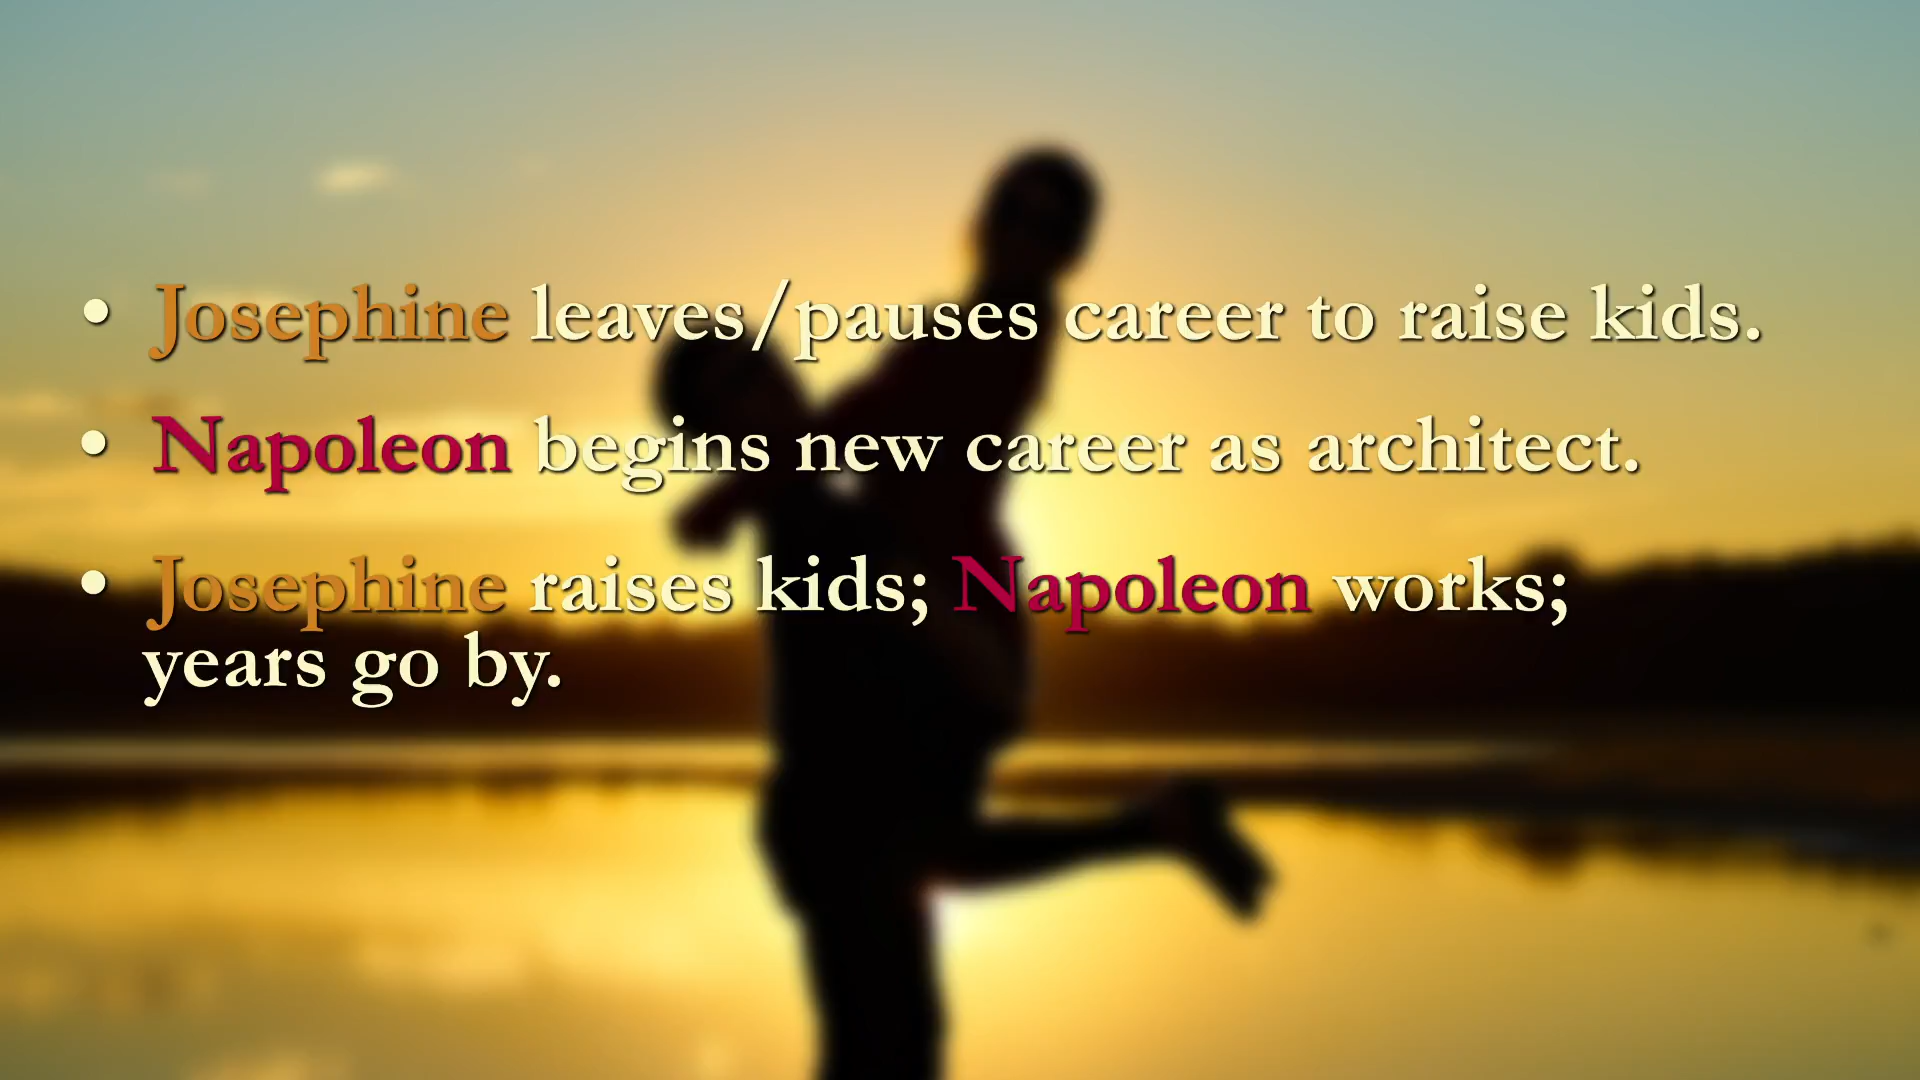 • Josephine leaves/pauses career to raise kids.
• Napoleon begins new career as architect.
• Josephine raises kids; Napoleon works;
years go by.